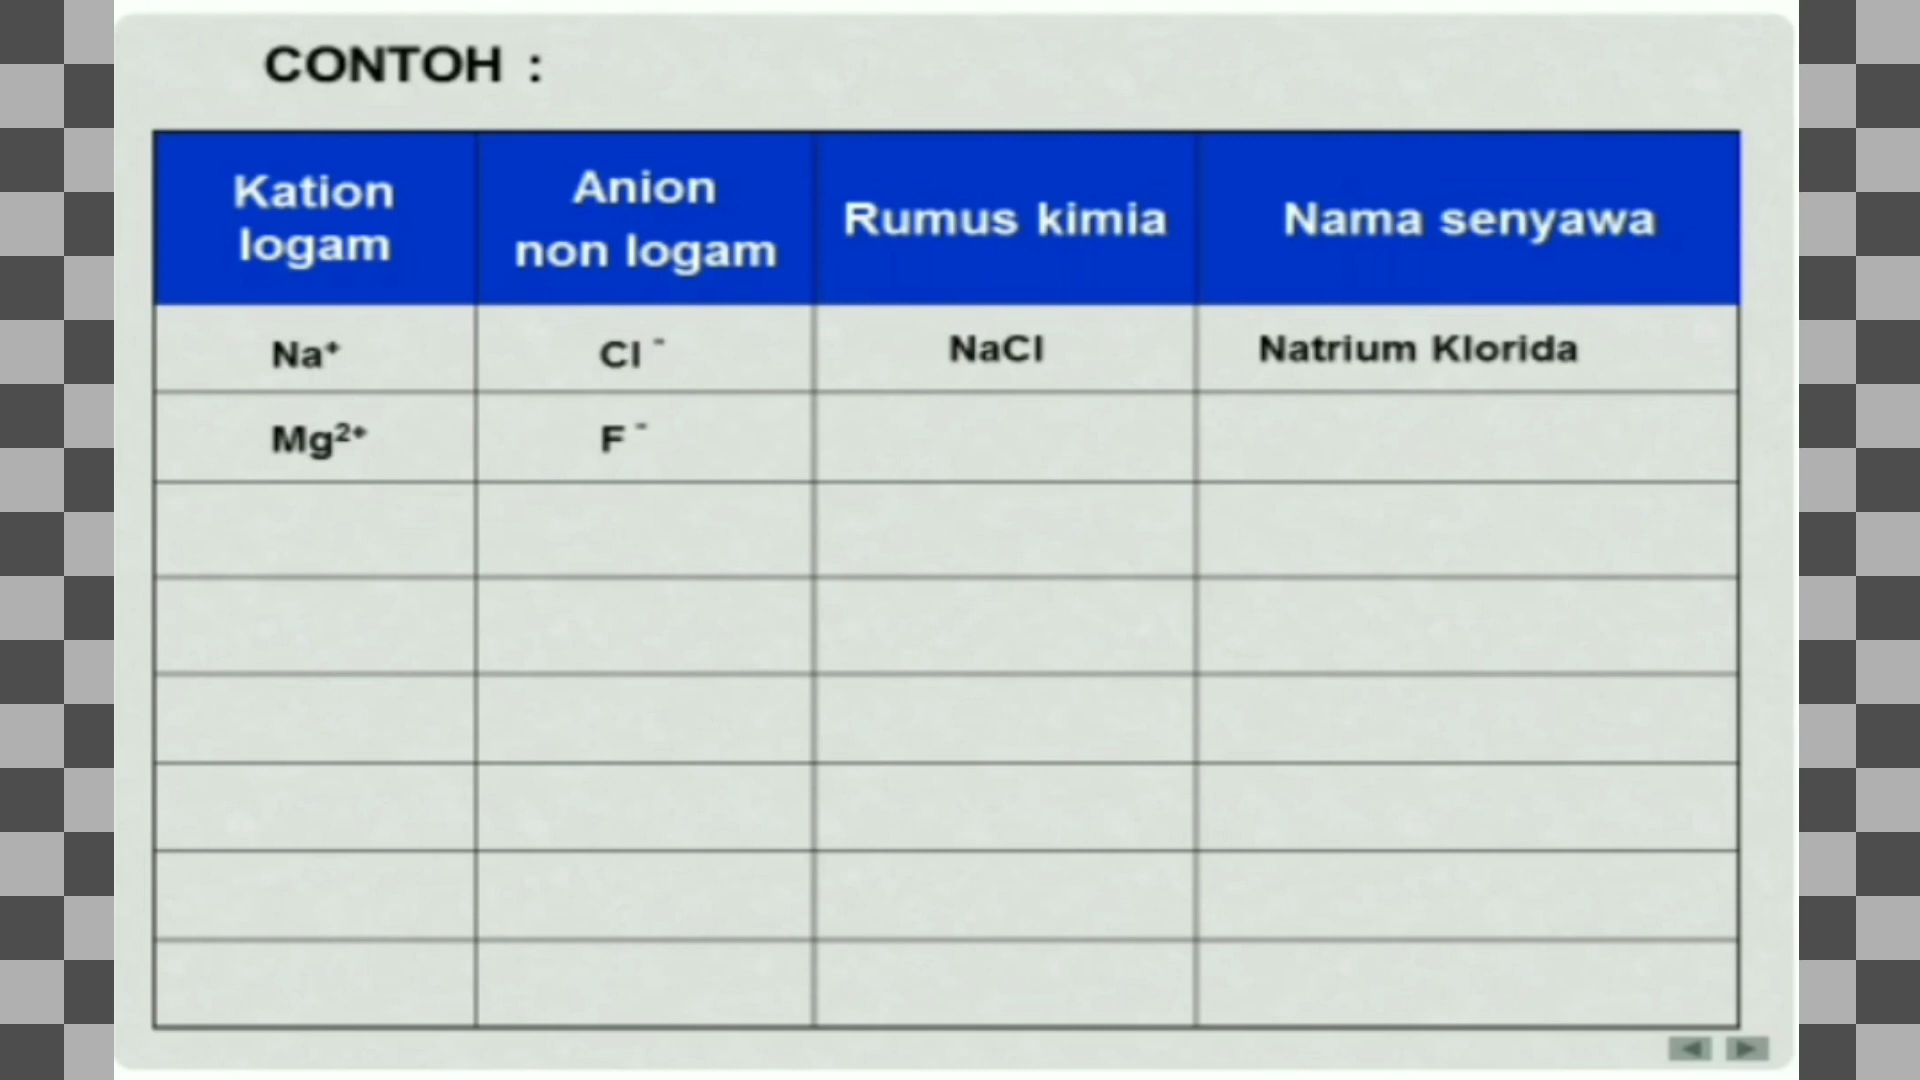 CONTOH :
Kation
logam
Anion
non logam
Rumus kimia
Nama senyawa
Na⁺
Cl ⁻
NaCl
Natrium Klorida
Mg²⁺
F ⁻